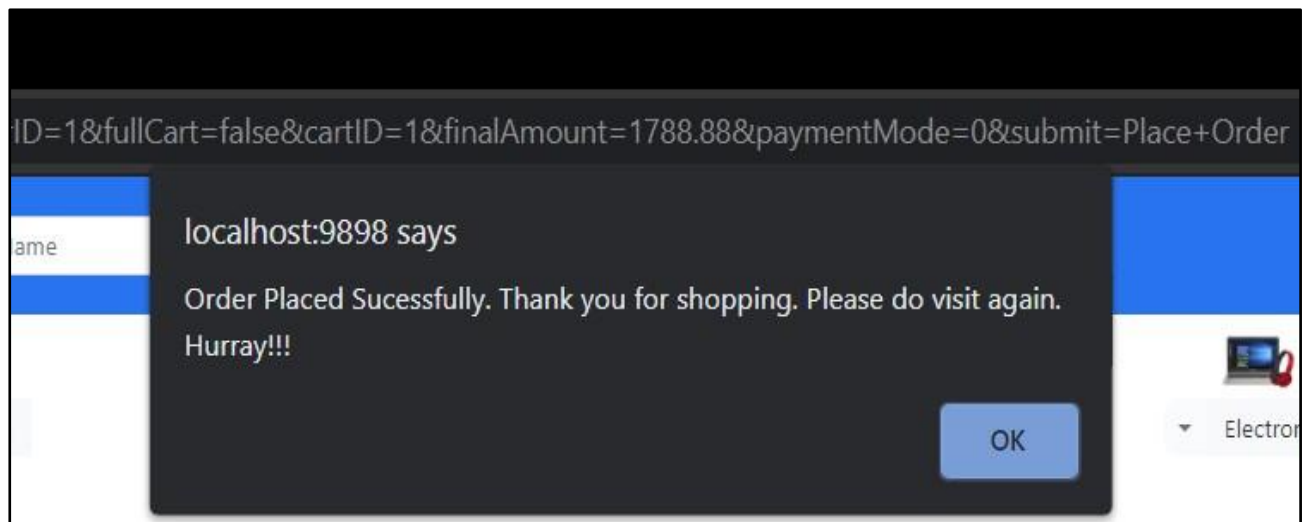 ID=1&fullCart=false&cartID=1&finalAmount=1788.88&paymentMode=0&submit=Place+Order
localhost:9898 says
ame
Order Placed Sucessfully. Thank you for shopping. Please do visit again.
Hurray!!!
OK
Electron